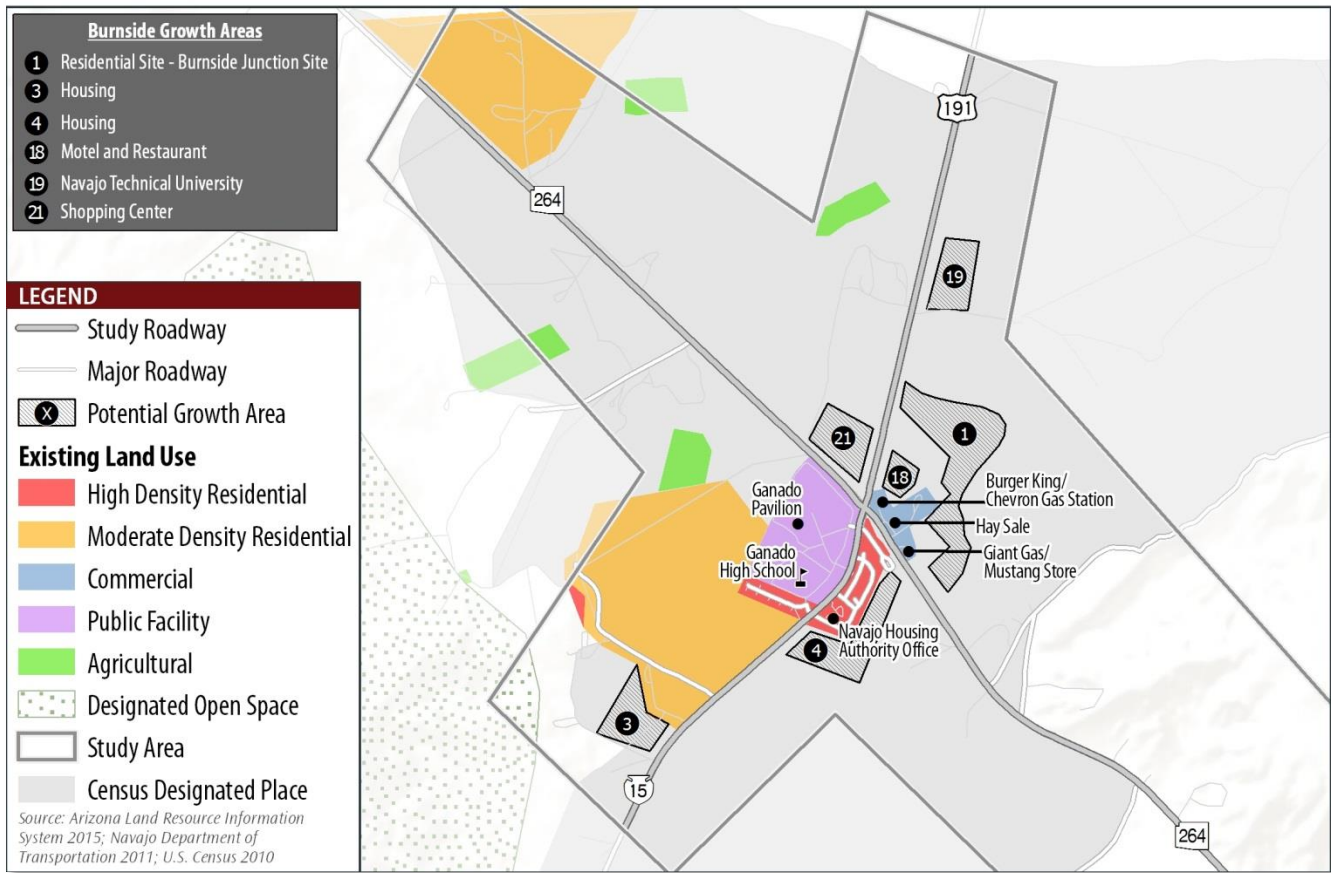 Burnside Growth Areas
1 Residential Site - Burnside Junction Site
3 Housing
4 Housing
18 Motel and Restaurant
19 Navajo Technical University
21 Shopping Center
LEGEND
Study Roadway
Major Roadway
X Potential Growth Area
Existing Land Use
High Density Residential
Moderate Density Residential
Commercial
Public Facility
Agricultural
Designated Open Space
Study Area
Census Designated Place
Source: Arizona Land Resource Information
System 2015; Navajo Department of
Transportation 2011; U.S. Census 2010
191
264
19
21
1
18
Burger King/
Chevron Gas Station
Hay Sale
Giant Gas/
Mustang Store
Ganado
Pavilion
Ganado
High School
Navajo Housing
Authority Office
4
3
15
264